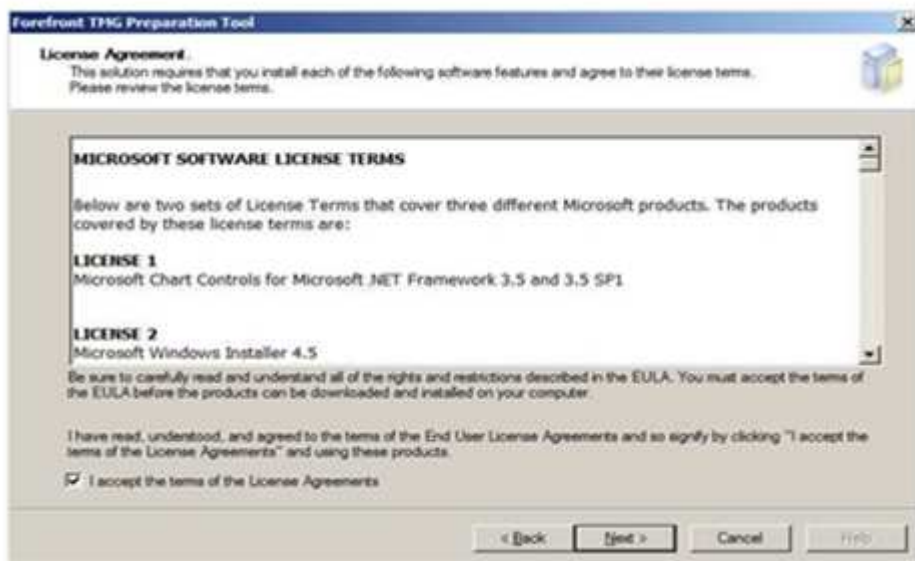 Forefront TMG Preparation Tool
License Agreement.
This solution requires that you install each of the following software features and agree to their license terms.
Please review the license terms.
MICROSOFT SOFTWARE LICENSE TERMS
Below are two sets of License Terms that cover three different Microsoft products. The products
covered by these license terms are:
LICENSE 1
Microsoft Chart Controls for Microsoft .NET Framework 3.5 and 3.5 SP1
LICENSE 2
Microsoft Windows Installer 4.5
Be sure to carefully read and understand all of the rights and restrictions described in the EULA. You must accept the terms of
the EULA before the products can be downloaded and installed on your computer.
I have read, understood, and agreed to the terms of the End User License Agreements and so signify by clicking "I accept the
terms of the License Agreements" and using these products.
I accept the terms of the License Agreements
< Back Next > Cancel Help